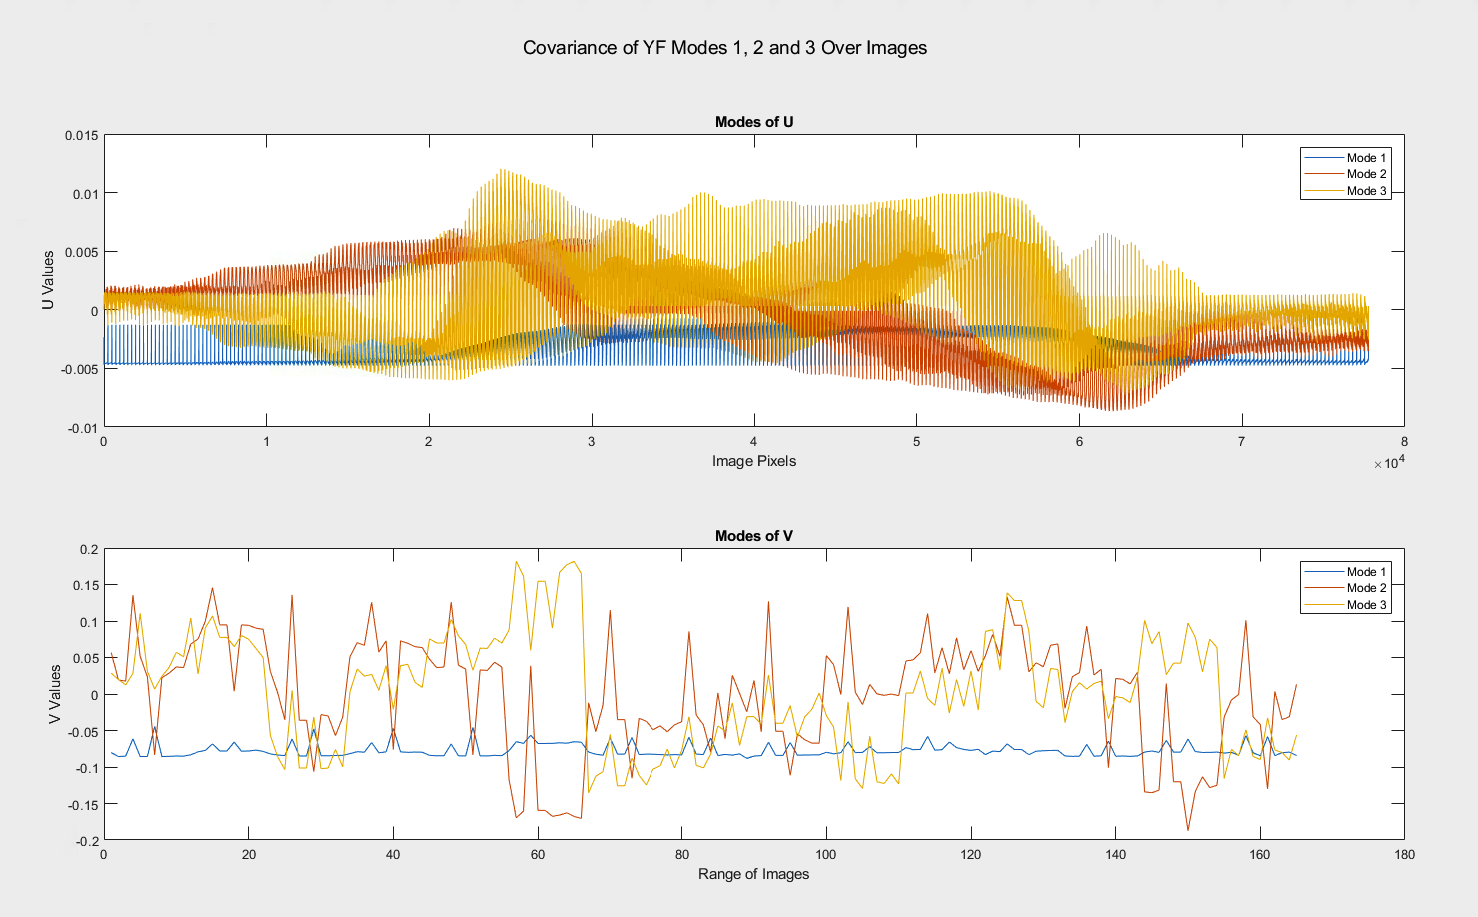 Covariance of YF Modes 1, 2 and 3 Over Images
Modes of U
0.015
0.01
0.005
0
-0.005
-0.01
U Values
0 1 2 3 4 5 6 7 8
Image Pixels
×10^4
Mode 1
Mode 2
Mode 3
Modes of V
0.2
0.15
0.1
0.05
0
-0.05
-0.1
-0.15
-0.2
V Values
0 20 40 60 80 100 120 140 160 180
Range of Images
Mode 1
Mode 2
Mode 3